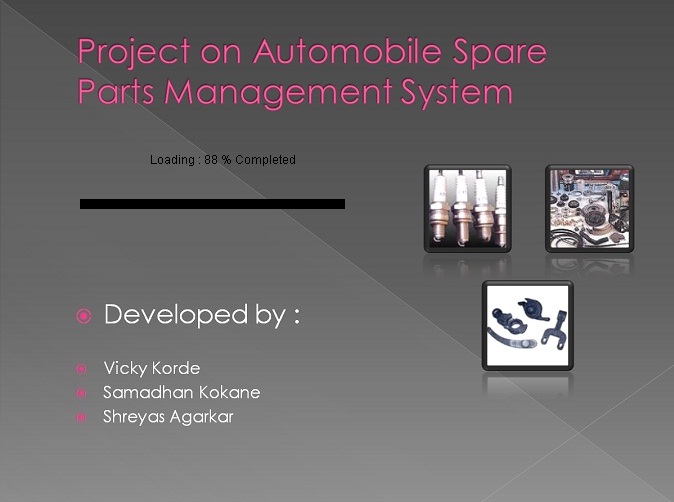 Project on Automobile Spare
Parts Management System
Loading : 88 % Completed
Developed by :
Vicky Korde
Samadhan Kokane
Shreyas Agarkar